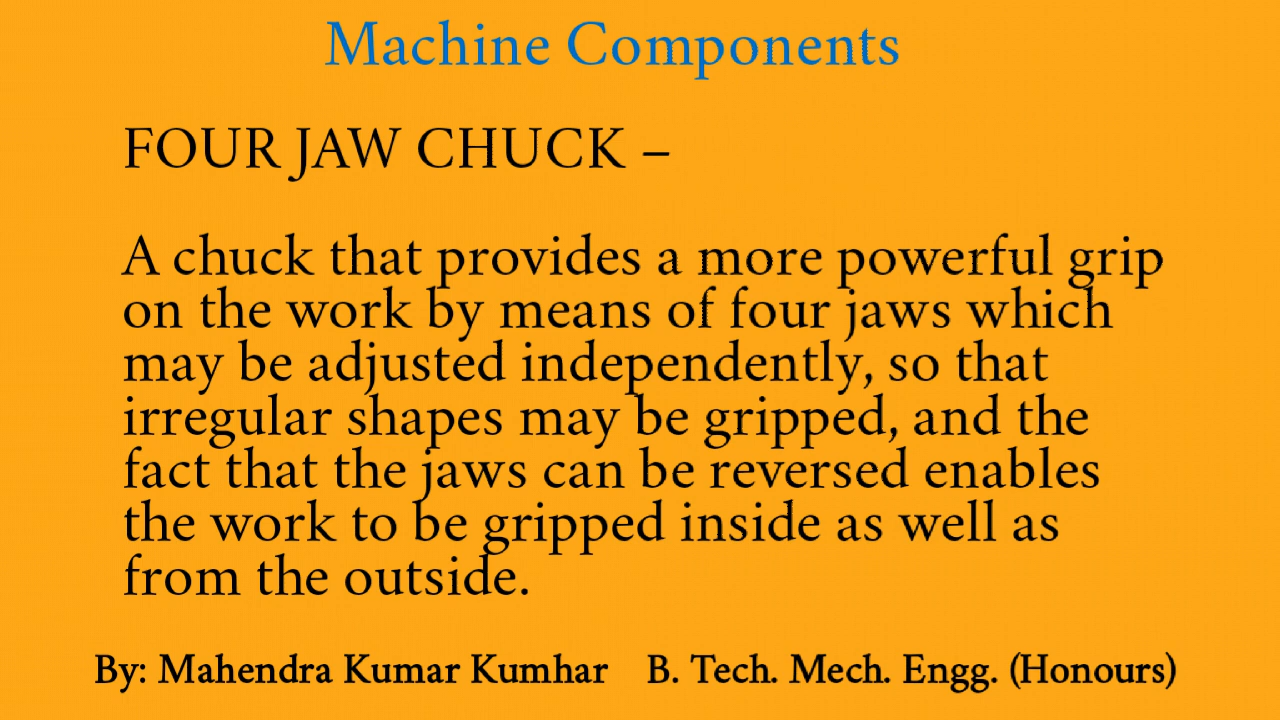 Machine Components
FOUR JAW CHUCK –
A chuck that provides a more powerful grip
on the work by means of four jaws which
may be adjusted independently, so that
irregular shapes may be gripped, and the
fact that the jaws can be reversed enables
the work to be gripped inside as well as
from the outside.
By: Mahendra Kumar Kumhar B. Tech. Mech. Engg. (Honours)